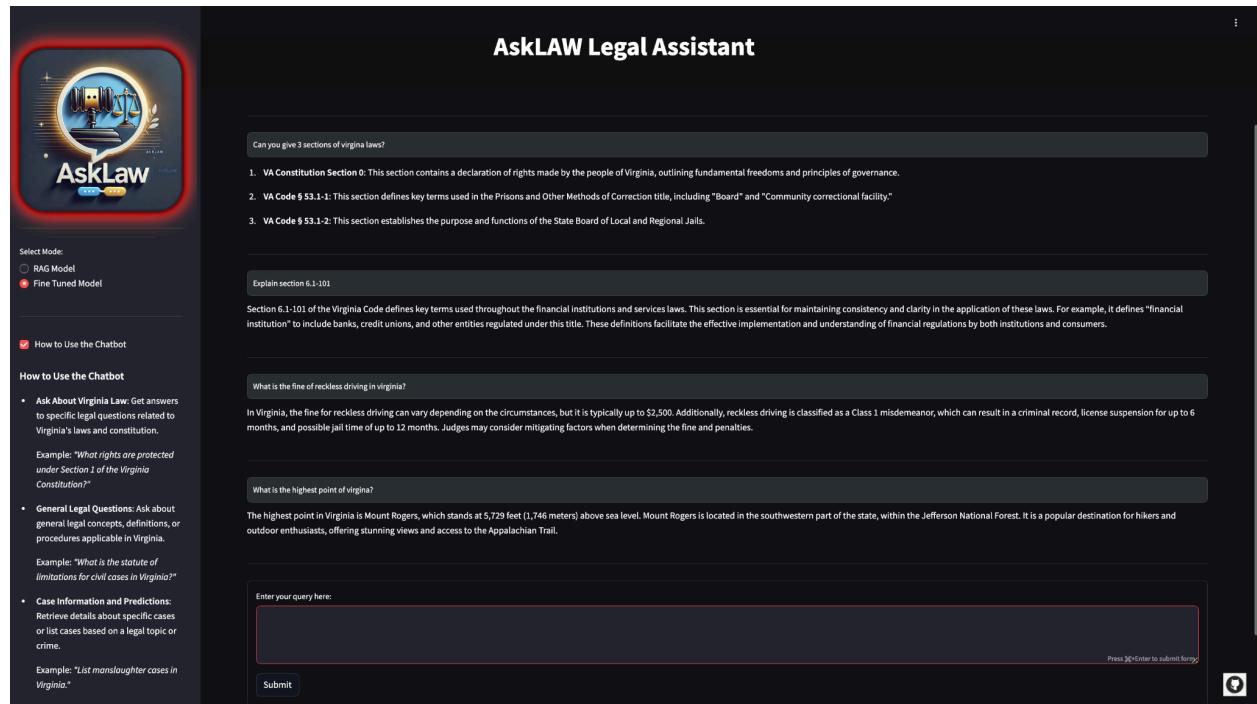 AskLaw
Select Mode:
RAG Model
Fine Tuned Model
How to Use the Chatbot
How to Use the Chatbot
• Ask About Virginia Law: Get answers
to specific legal questions related to
Virginia's laws and constitution.
Example: "What rights are protected
under Section 1 of the Virginia
Constitution?"
• General Legal Questions: Ask about
general legal concepts, definitions, or
procedures applicable in Virginia.
Example: "What is the statute of
limitations for civil cases in Virginia?"
• Case Information and Predictions:
Retrieve details about specific cases
or list cases based on a legal topic or
crime.
Example: "List manslaughter cases in
Virginia."
AskLAW Legal Assistant
Can you give 3 sections of virgina laws?
1. VA Constitution Section 0: This section contains a declaration of rights made by the people of Virginia, outlining fundamental freedoms and principles of governance.
2. VA Code § 53.1-1: This section defines key terms used in the Prisons and Other Methods of Correction title, including "Board" and "Community correctional facility."
3. VA Code § 53.1-2: This section establishes the purpose and functions of the State Board of Local and Regional Jails.
Explain section 6.1-101
Section 6.1-101 of the Virginia Code defines key terms used throughout the financial institutions and services laws. This section is essential for maintaining consistency and clarity in the application of these laws. For example, it defines "financial
institution" to include banks, credit unions, and other entities regulated under this title. These definitions facilitate the effective implementation and understanding of financial regulations by both institutions and consumers.
What is the fine of reckless driving in virginia?
In Virginia, the fine for reckless driving can vary depending on the circumstances, but it is typically up to $2,500. Additionally, reckless driving is classified as a Class 1 misdemeanor, which can result in a criminal record, license suspension for up to 6
months, and possible jail time of up to 12 months. Judges may consider mitigating factors when determining the fine and penalties.
What is the highest point of virgina?
The highest point in Virginia is Mount Rogers, which stands at 5,729 feet (1,746 meters) above sea level. Mount Rogers is located in the southwestern part of the state, within the Jefferson National Forest. It is a popular destination for hikers and
outdoor enthusiasts, offering stunning views and access to the Appalachian Trail.
Enter your query here:
Press ⌘+Enter to submit form
Submit